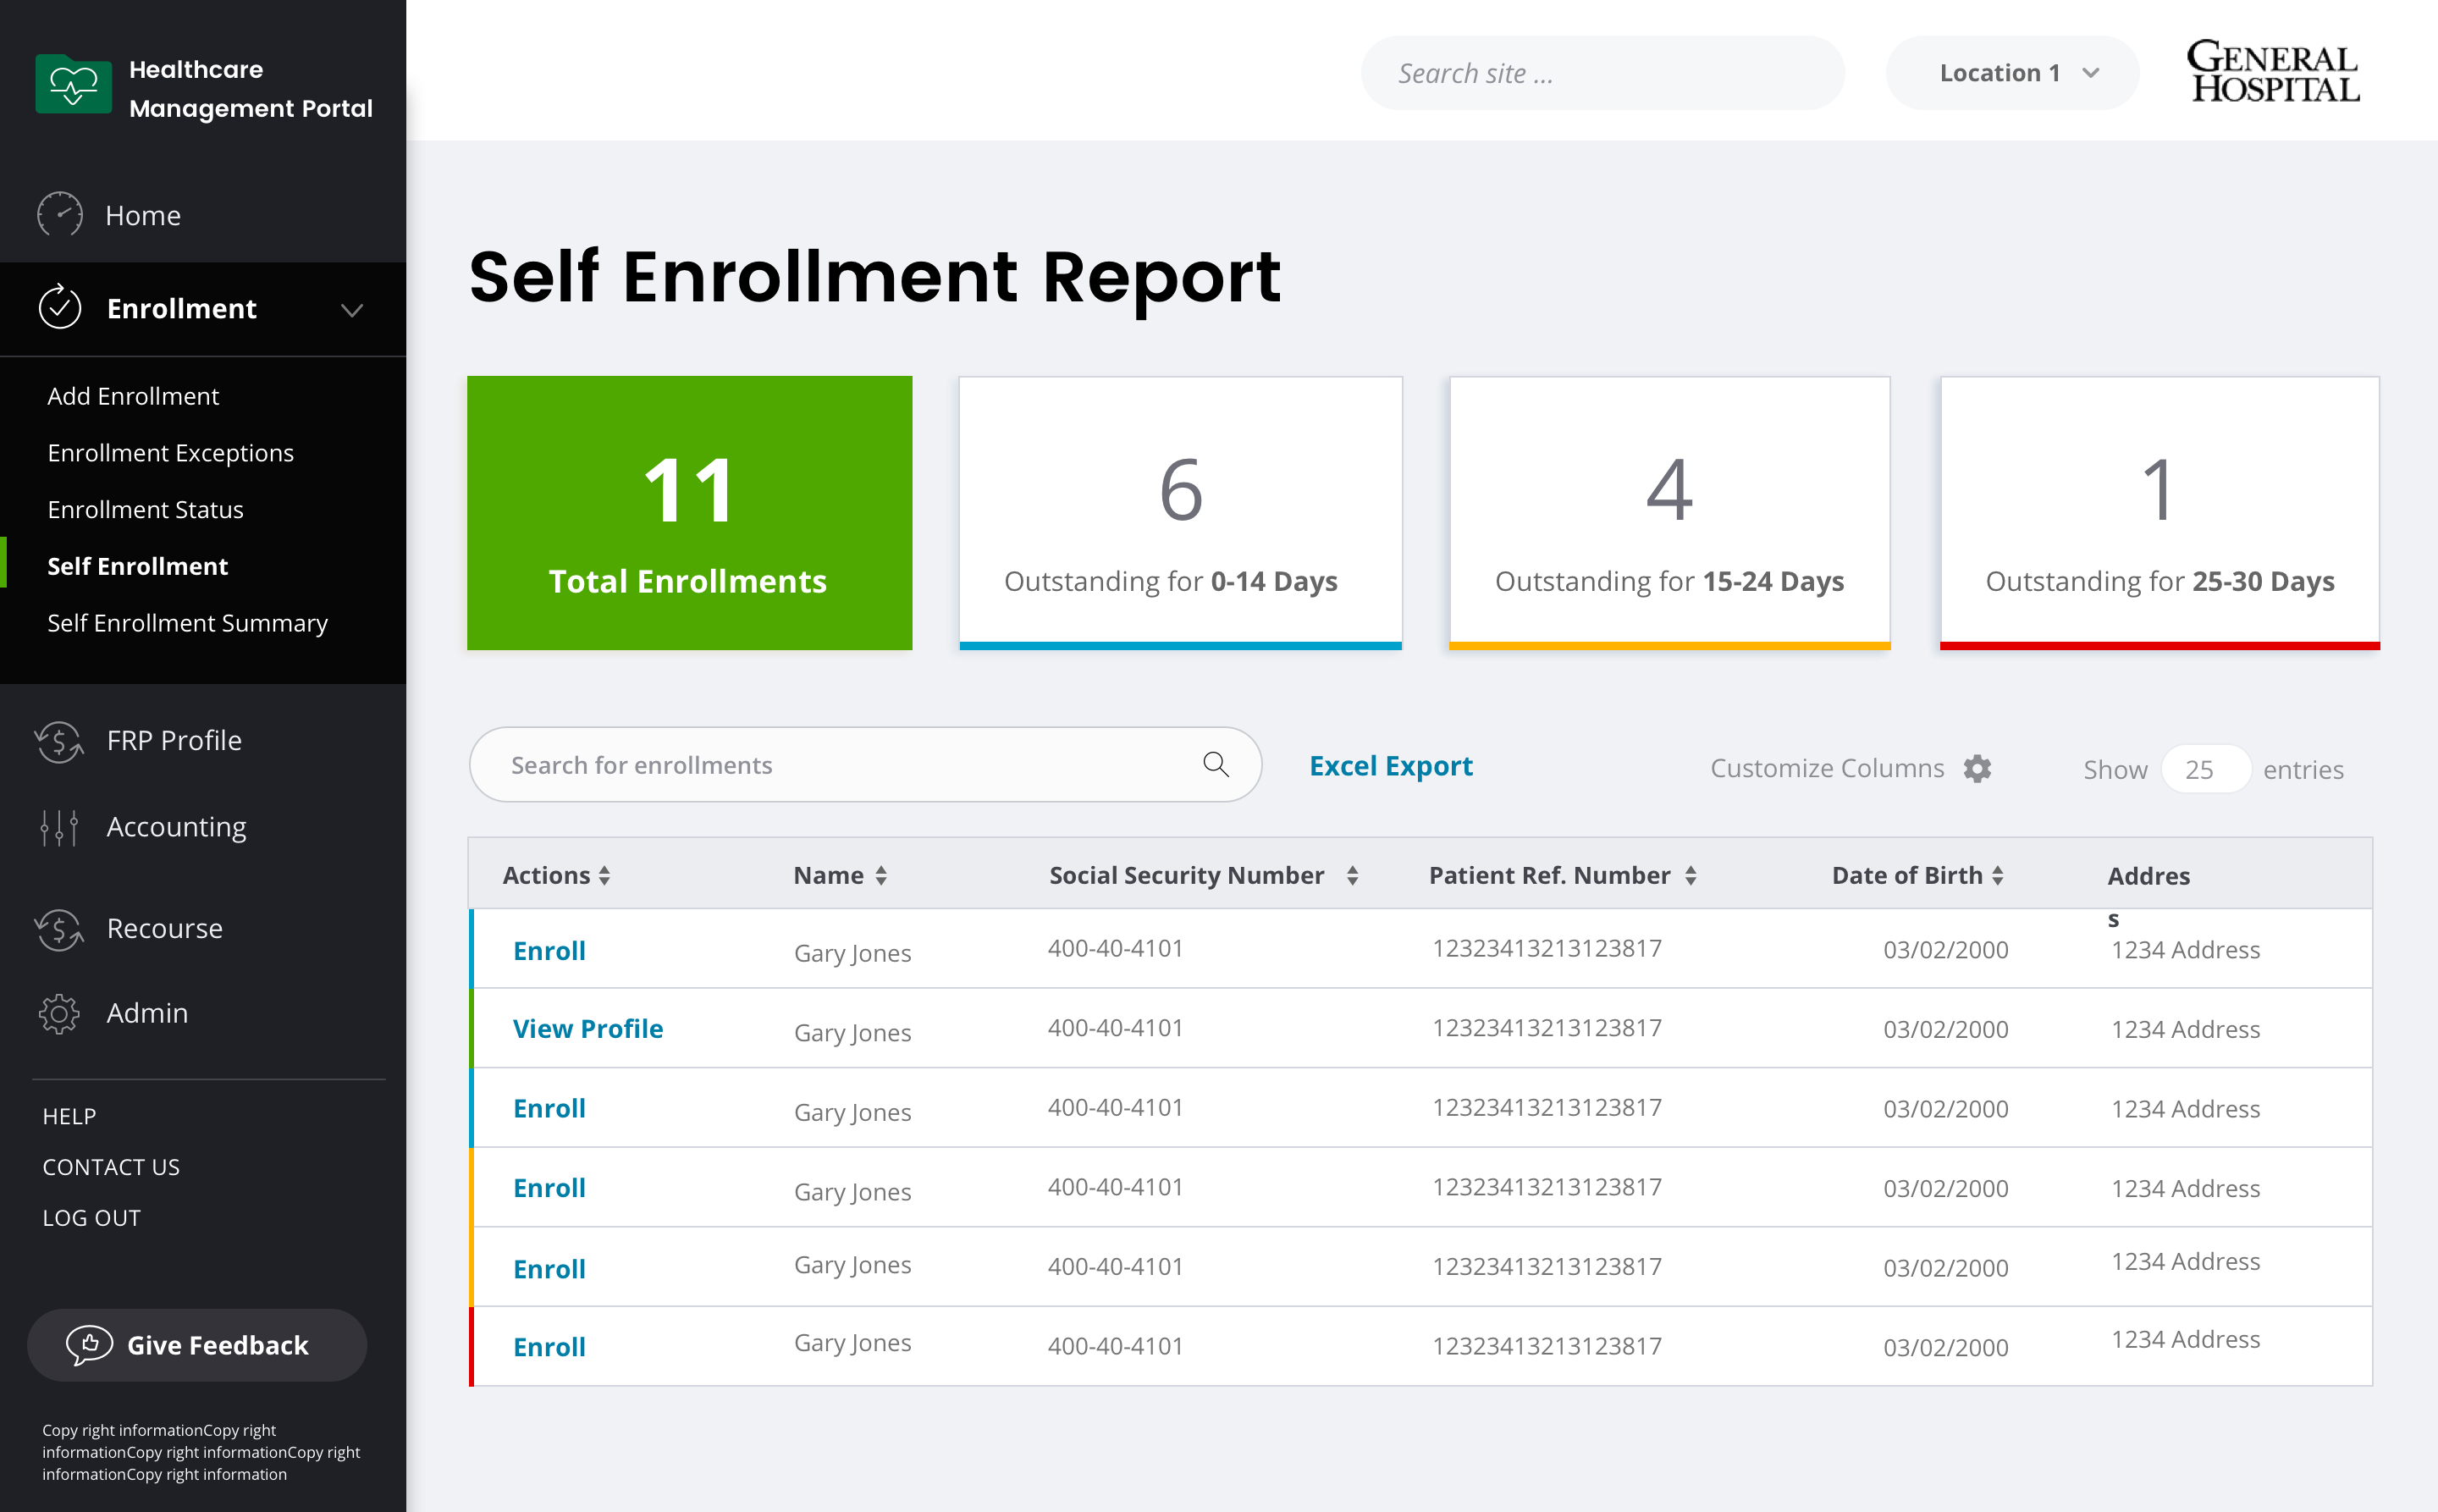 Healthcare
Management Portal
Search site ...
Location 1
GENERAL
HOSPITAL
Home
Enrollment
Add Enrollment
Enrollment Exceptions
Enrollment Status
Self Enrollment
Self Enrollment Summary
FRP Profile
Accounting
Recourse
Admin
HELP
CONTACT US
LOG OUT
Give Feedback
Copy right informationCopy right
informationCopy right informationCopy right
informationCopy right information
Self Enrollment Report
11
Total Enrollments
6
Outstanding for 0-14 Days
4
Outstanding for 15-24 Days
1
Outstanding for 25-30 Days
Search for enrollments
Excel Export
Customize Columns
Show 25 entries
Actions Name Social Security Number Patient Ref. Number Date of Birth Addres
s
Enroll Gary Jones 400-40-4101 12323413213123817 03/02/2000 1234 Address
View Profile Gary Jones 400-40-4101 12323413213123817 03/02/2000 1234 Address
Enroll Gary Jones 400-40-4101 12323413213123817 03/02/2000 1234 Address
Enroll Gary Jones 400-40-4101 12323413213123817 03/02/2000 1234 Address
Enroll Gary Jones 400-40-4101 12323413213123817 03/02/2000 1234 Address
Enroll Gary Jones 400-40-4101 12323413213123817 03/02/2000 1234 Address